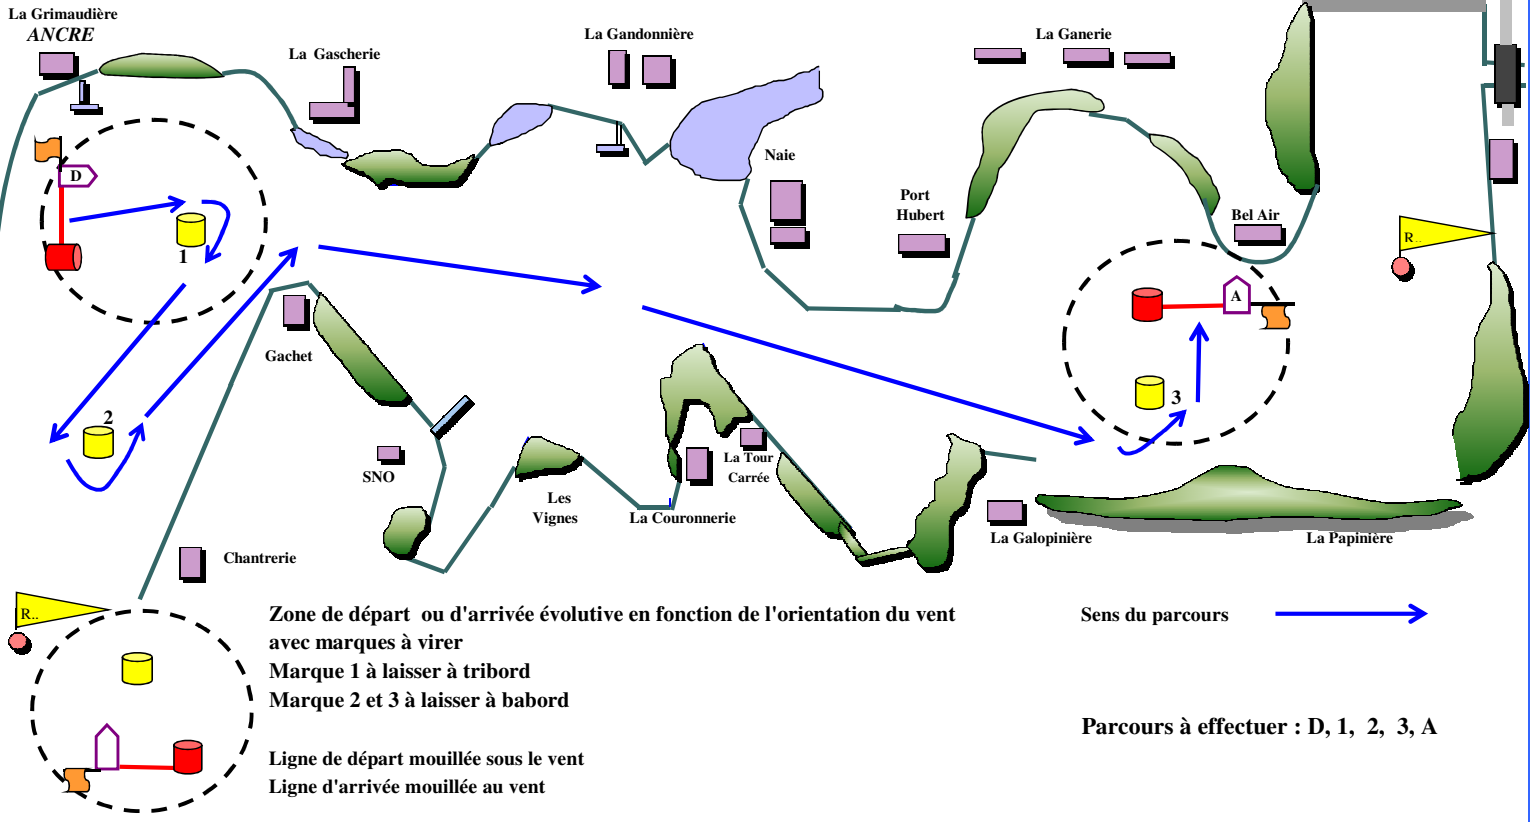 La Grimaudière
ANCRE
La Gascherie
La Gandonnière
La Ganerie
Naie
Port
Hubert
Bel Air
D
1
R..
A
3
Gachet
2
SNO
Les
Vignes
La Tour
Carrée
La Couronnerie
La Galopinière
La Papinière
Chantrerie
R..
Zone de départ ou d'arrivée évolutive en fonction de l'orientation du vent
avec marques à virer
Marque 1 à laisser à tribord
Marque 2 et 3 à laisser à babord
Ligne de départ mouillée sous le vent
Ligne d'arrivée mouillée au vent
Sens du parcours
Parcours à effectuer : D, 1, 2, 3, A